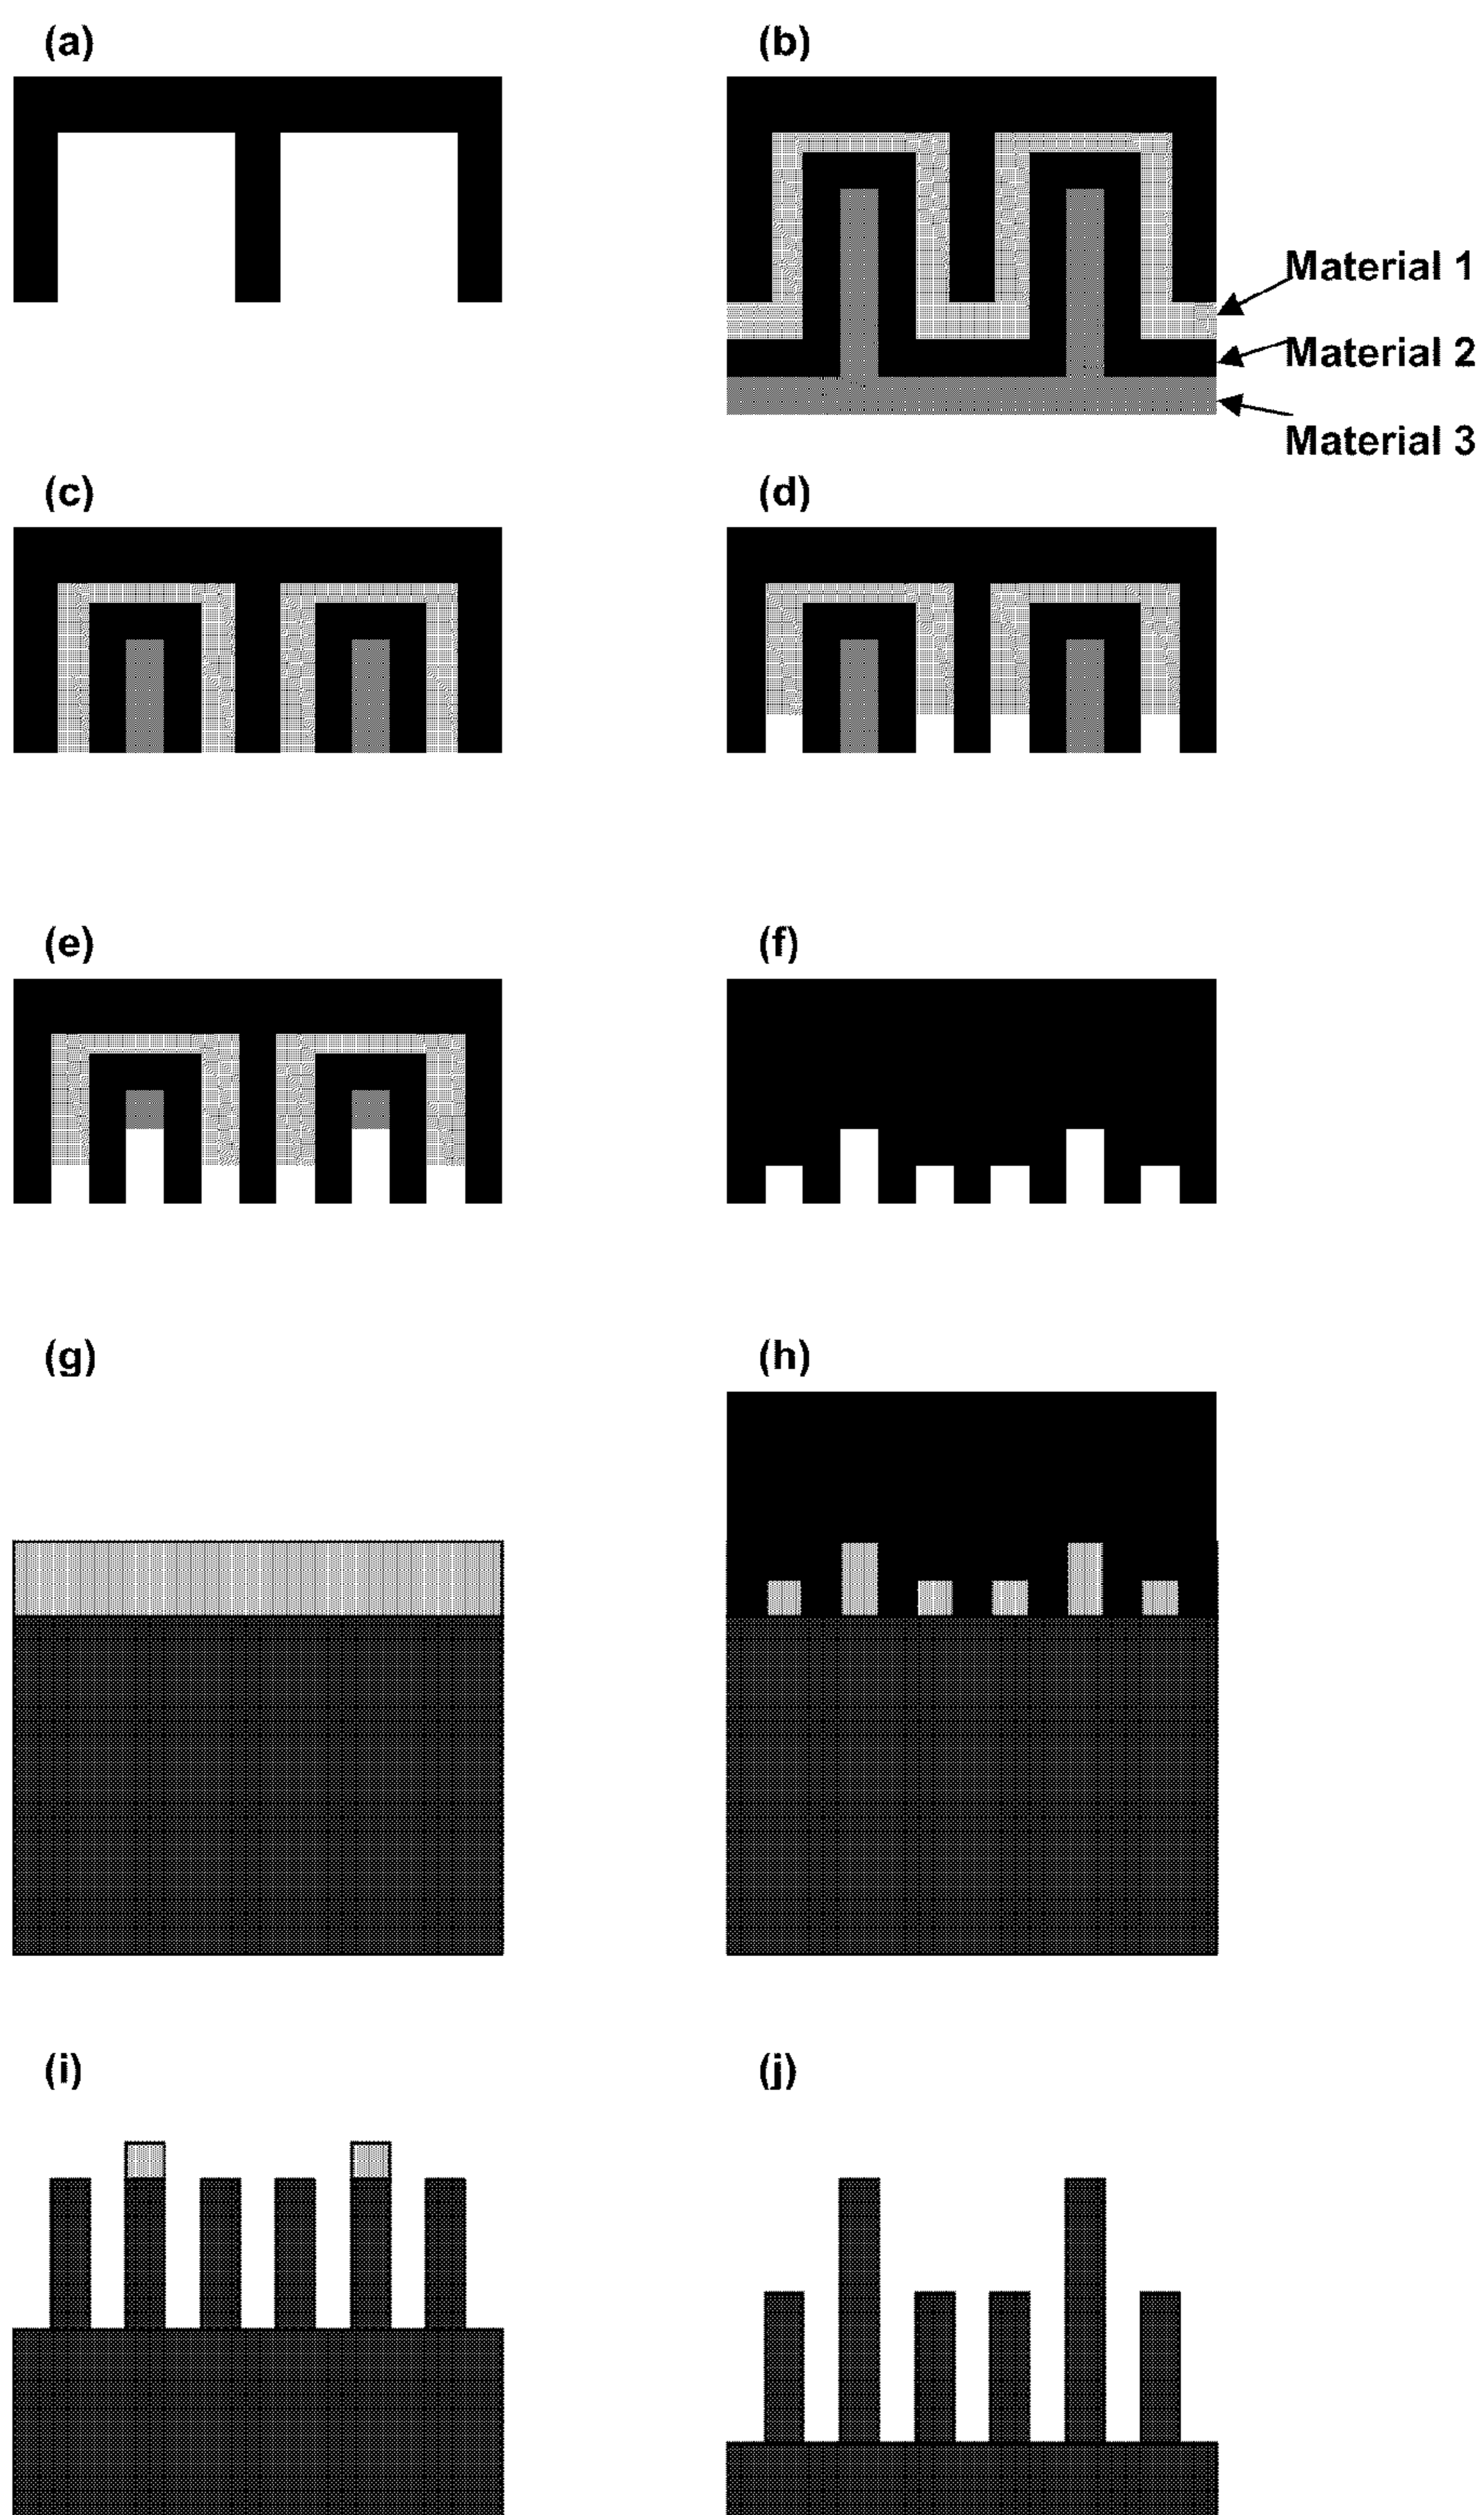 (a)
(b)
Material 1
Material 2
Material 3
(c)
(d)
(e)
(f)
(g)
(h)
(i)
(j)